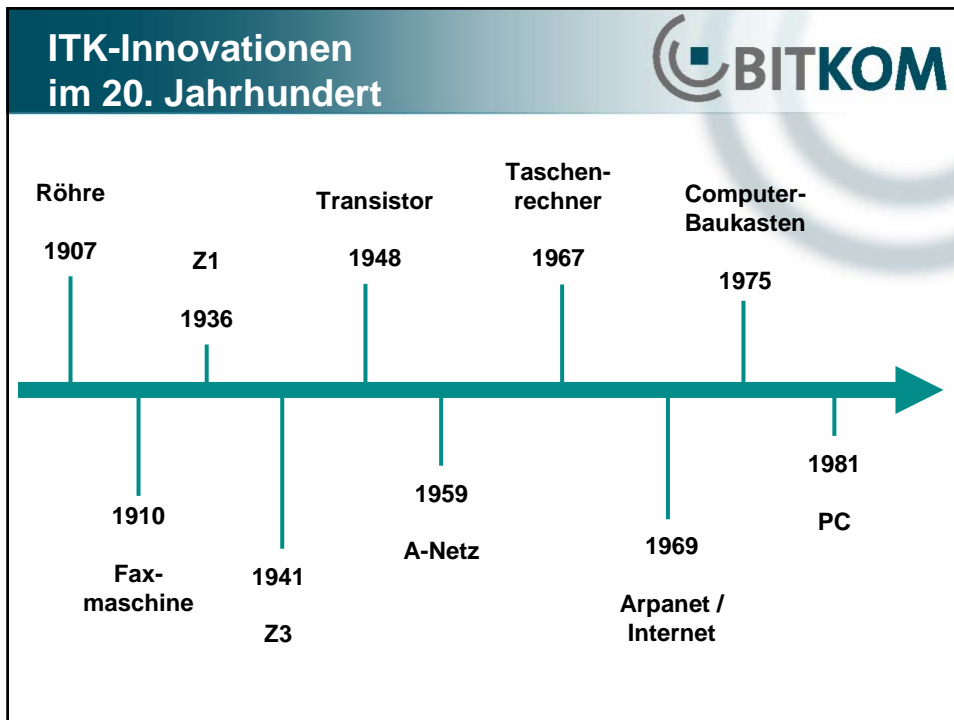 ITK-Innovationen
im 20. Jahrhundert
BITKOM
Röhre
1907
Z1
1936
Transistor
1948
Taschen-
rechner
1967
Computer-
Baukasten
1975
1910
Fax-
maschine
1941
Z3
1959
A-Netz
1969
Arpanet /
Internet
1981
PC